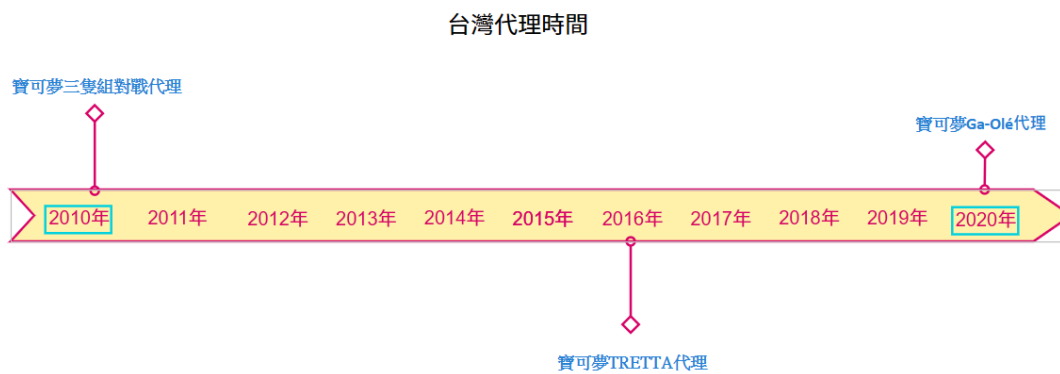 台灣代理時間
寶可夢三隻組對戰代理
寶可夢Ga-Olé代理
2010年 2011年 2012年 2013年 2014年 2015年 2016年 2017年 2018年 2019年 2020年
寶可夢TRETTA代理